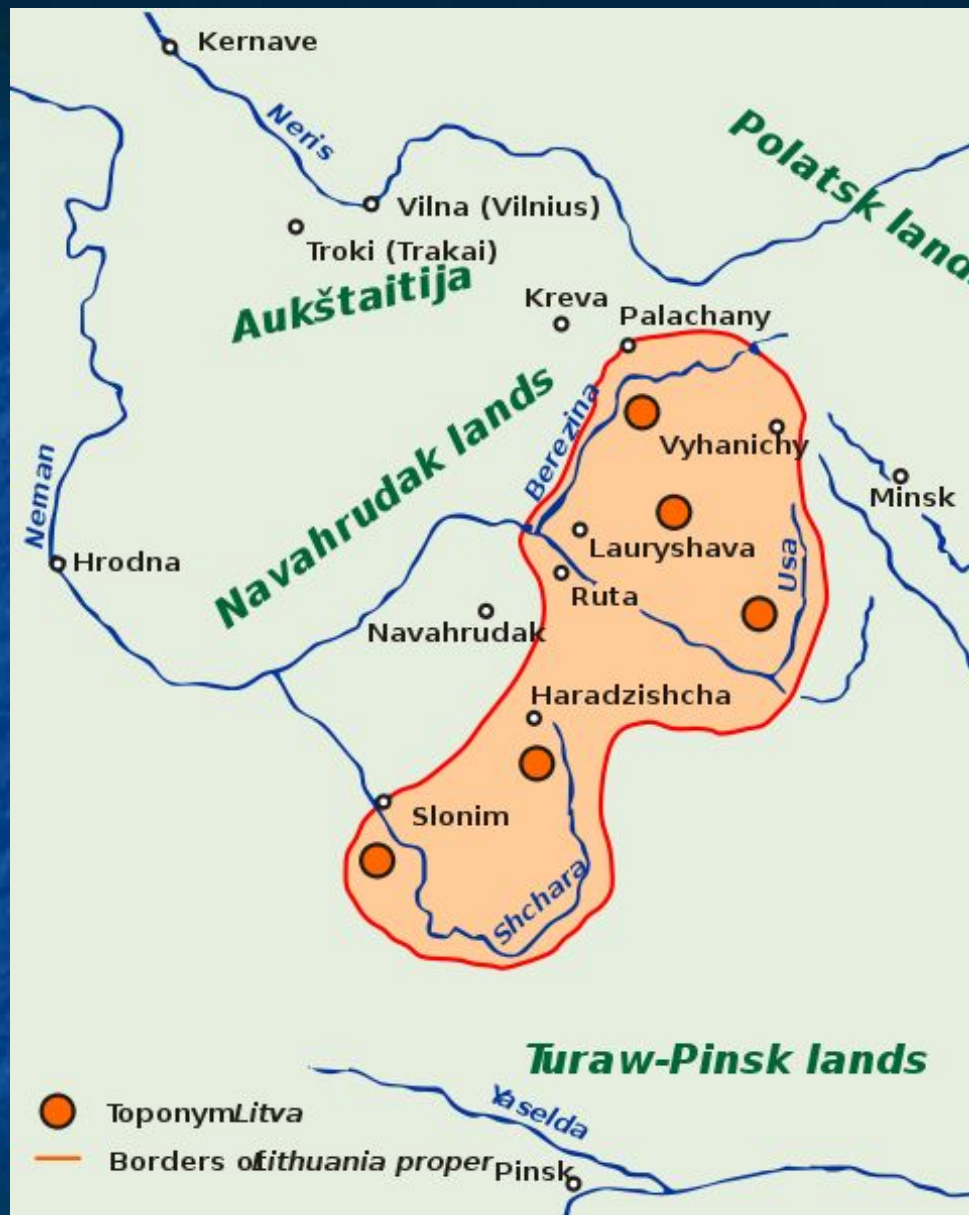 Kernave
Neris
Polatsk lands
Vilna (Vilnius)
Troki (Trakai)
Aukštaitija
Kreva
Palachany
Navahrudak lands
Berezina
Vyhanichy
Neman
Minsk
Hrodna
Lauryshava
Usa
Ruta
Navahrudak
Haradzishcha
Slonim
Shchara
Turaw-Pinsk lands
Yaselda
Toponym Litva
Borders of Lithuania proper
Pinsk